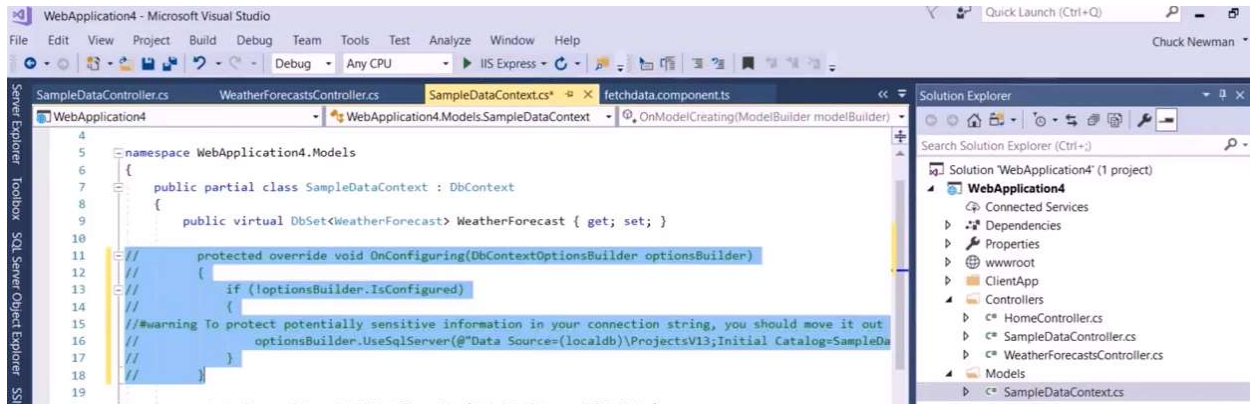 WebApplication4 - Microsoft Visual Studio
Quick Launch (Ctrl+Q)
File Edit View Project Build Debug Team Tools Test Analyze Window Help
Chuck Newman
Debug Any CPU IIS Express
SampleDataController.cs WeatherForecastsController.cs SampleDataContext.cs* fetchdata.component.ts
WebApplication4 WebApplication4.Models.SampleDataContext OnModelCreating(ModelBuilder modelBuilder)
4
5 namespace WebApplication4.Models
6 {
7 public partial class SampleDataContext : DbContext
8 {
9 public virtual DbSet<WeatherForecast> WeatherForecast { get; set; }
10
11 // protected override void OnConfiguring(DbContextOptionsBuilder optionsBuilder)
12 // {
13 // if (!optionsBuilder.IsConfigured)
14 // {
15 //#warning To protect potentially sensitive information in your connection string, you should move it out
16 // optionsBuilder.UseSqlServer(@"Data Source=(localdb)\ProjectsV13;Initial Catalog=SampleDa
17 // }
18 // }
19
Server Explorer
Toolbox
SQL Server Object Explorer
Solution Explorer
Search Solution Explorer (Ctrl+;)
Solution 'WebApplication4' (1 project)
WebApplication4
Connected Services
Dependencies
Properties
wwwroot
ClientApp
Controllers
C# HomeController.cs
C# SampleDataController.cs
C# WeatherForecastsController.cs
Models
C# SampleDataContext.cs